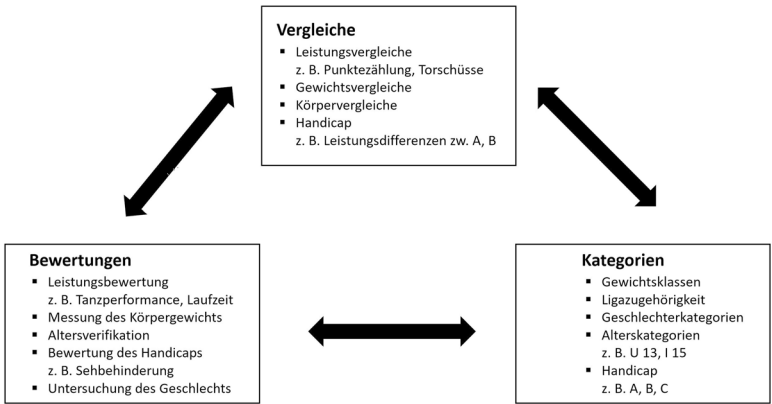 Vergleiche
▪ Leistungsvergleiche
z. B. Punktezählung, Torschüsse
▪ Gewichtsvergleiche
▪ Körpervergleiche
▪ Handicap
z. B. Leistungsdifferenzen zw. A, B
Bewertungen
▪ Leistungsbewertung
z. B. Tanzperformance, Laufzeit
▪ Messung des Körpergewichts
▪ Altersverifikation
▪ Bewertung des Handicaps
z. B. Sehbehinderung
▪ Untersuchung des Geschlechts
Kategorien
▪ Gewichtsklassen
▪ Ligazugehörigkeit
▪ Geschlechterkategorien
▪ Alterskategorien
z. B. U 13, I 15
▪ Handicap
z. B. A, B, C